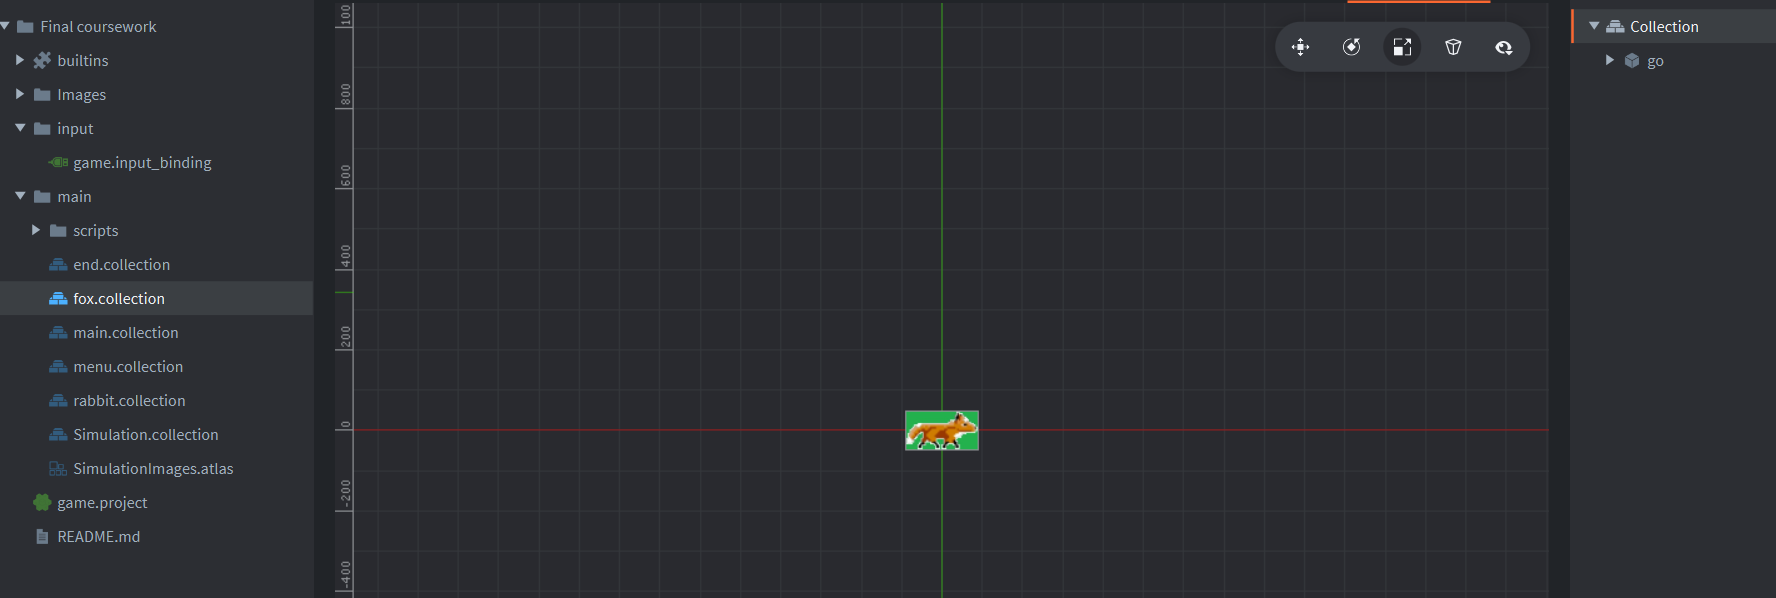 Final coursework
builtins
Images
input
game.input_binding
main
scripts
end.collection
fox.collection
main.collection
menu.collection
rabbit.collection
Simulation.collection
SimulationImages.atlas
game.project
README.md
100
800
600
400
200
0
-200
-400
Collection
go